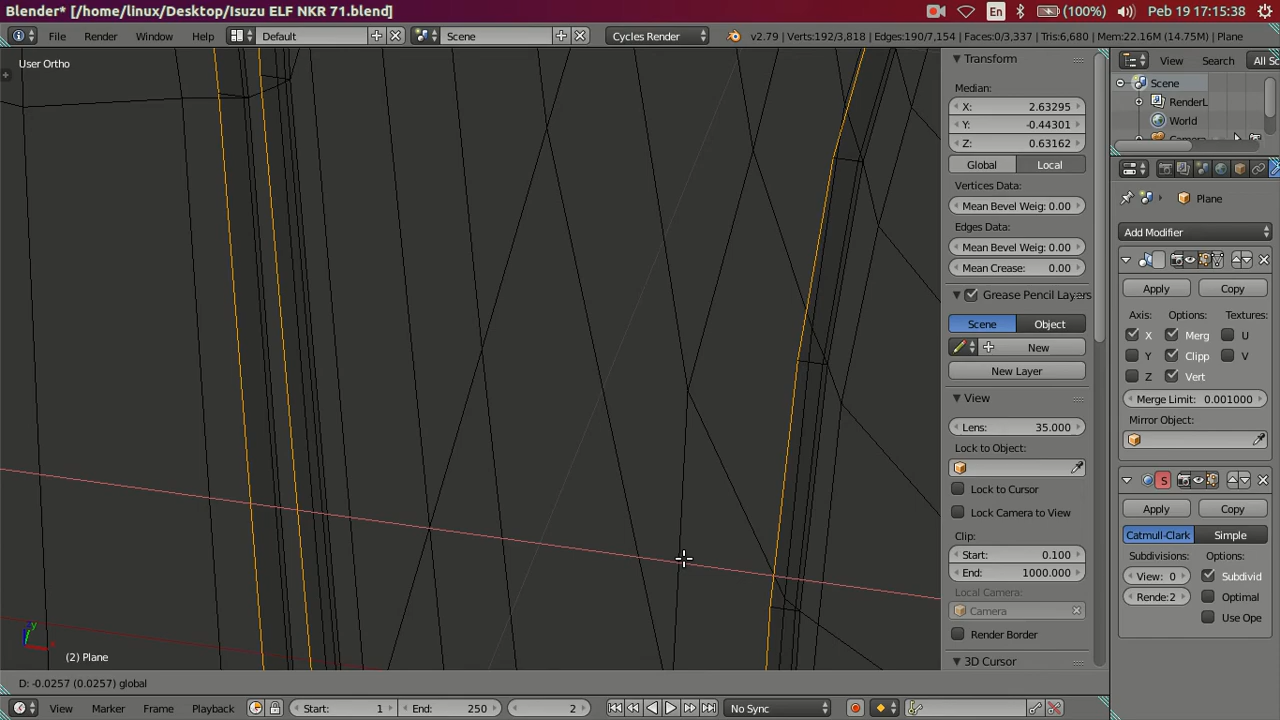 Blender* [/home/linux/Desktop/Isuzu ELF NKR 71.blend]
En
(100%)
Peb 19 17:15:38
File
Render
Window
Help
Default
Scene
Cycles Render
v2.79 | Verts:192/3,818 | Edges:190/7,154 | Faces:0/3,337 | Tris:6,680 | Mem:22.16M (14.75M) | Plane
User Ortho
Transform
Median:
X: 2.63295
Y: -0.44301
Z: 0.63162
Global
Local
Vertices Data:
Mean Bevel Weig: 0.00
Edges Data:
Mean Bevel Weig: 0.00
Mean Crease: 0.00
Grease Pencil Layers
Scene
Object
New
New Layer
View
Lens: 35.000
Lock to Object:
Lock to Cursor
Lock Camera to View
Clip:
Start: 0.100
End: 1000.000
Local Camera:
Camera
Render Border
3D Cursor
View
Search
All Sc
Scene
RenderL
World
Camera
Plane
Add Modifier
Apply
Copy
Axis:
Options:
Textures:
X
Merg
U
Y
Clipp
V
Z
Vert
Merge Limit: 0.001000
Mirror Object:
S
Apply
Copy
Catmull-Clark
Simple
Subdivisions:
Options:
View: 0
Subdivid
Rende:2
Optimal
Use Ope
y
x
(2) Plane
D: -0.0257 (0.0257) global
View
Marker
Frame
Playback
Start: 1
End: 250
2
No Sync